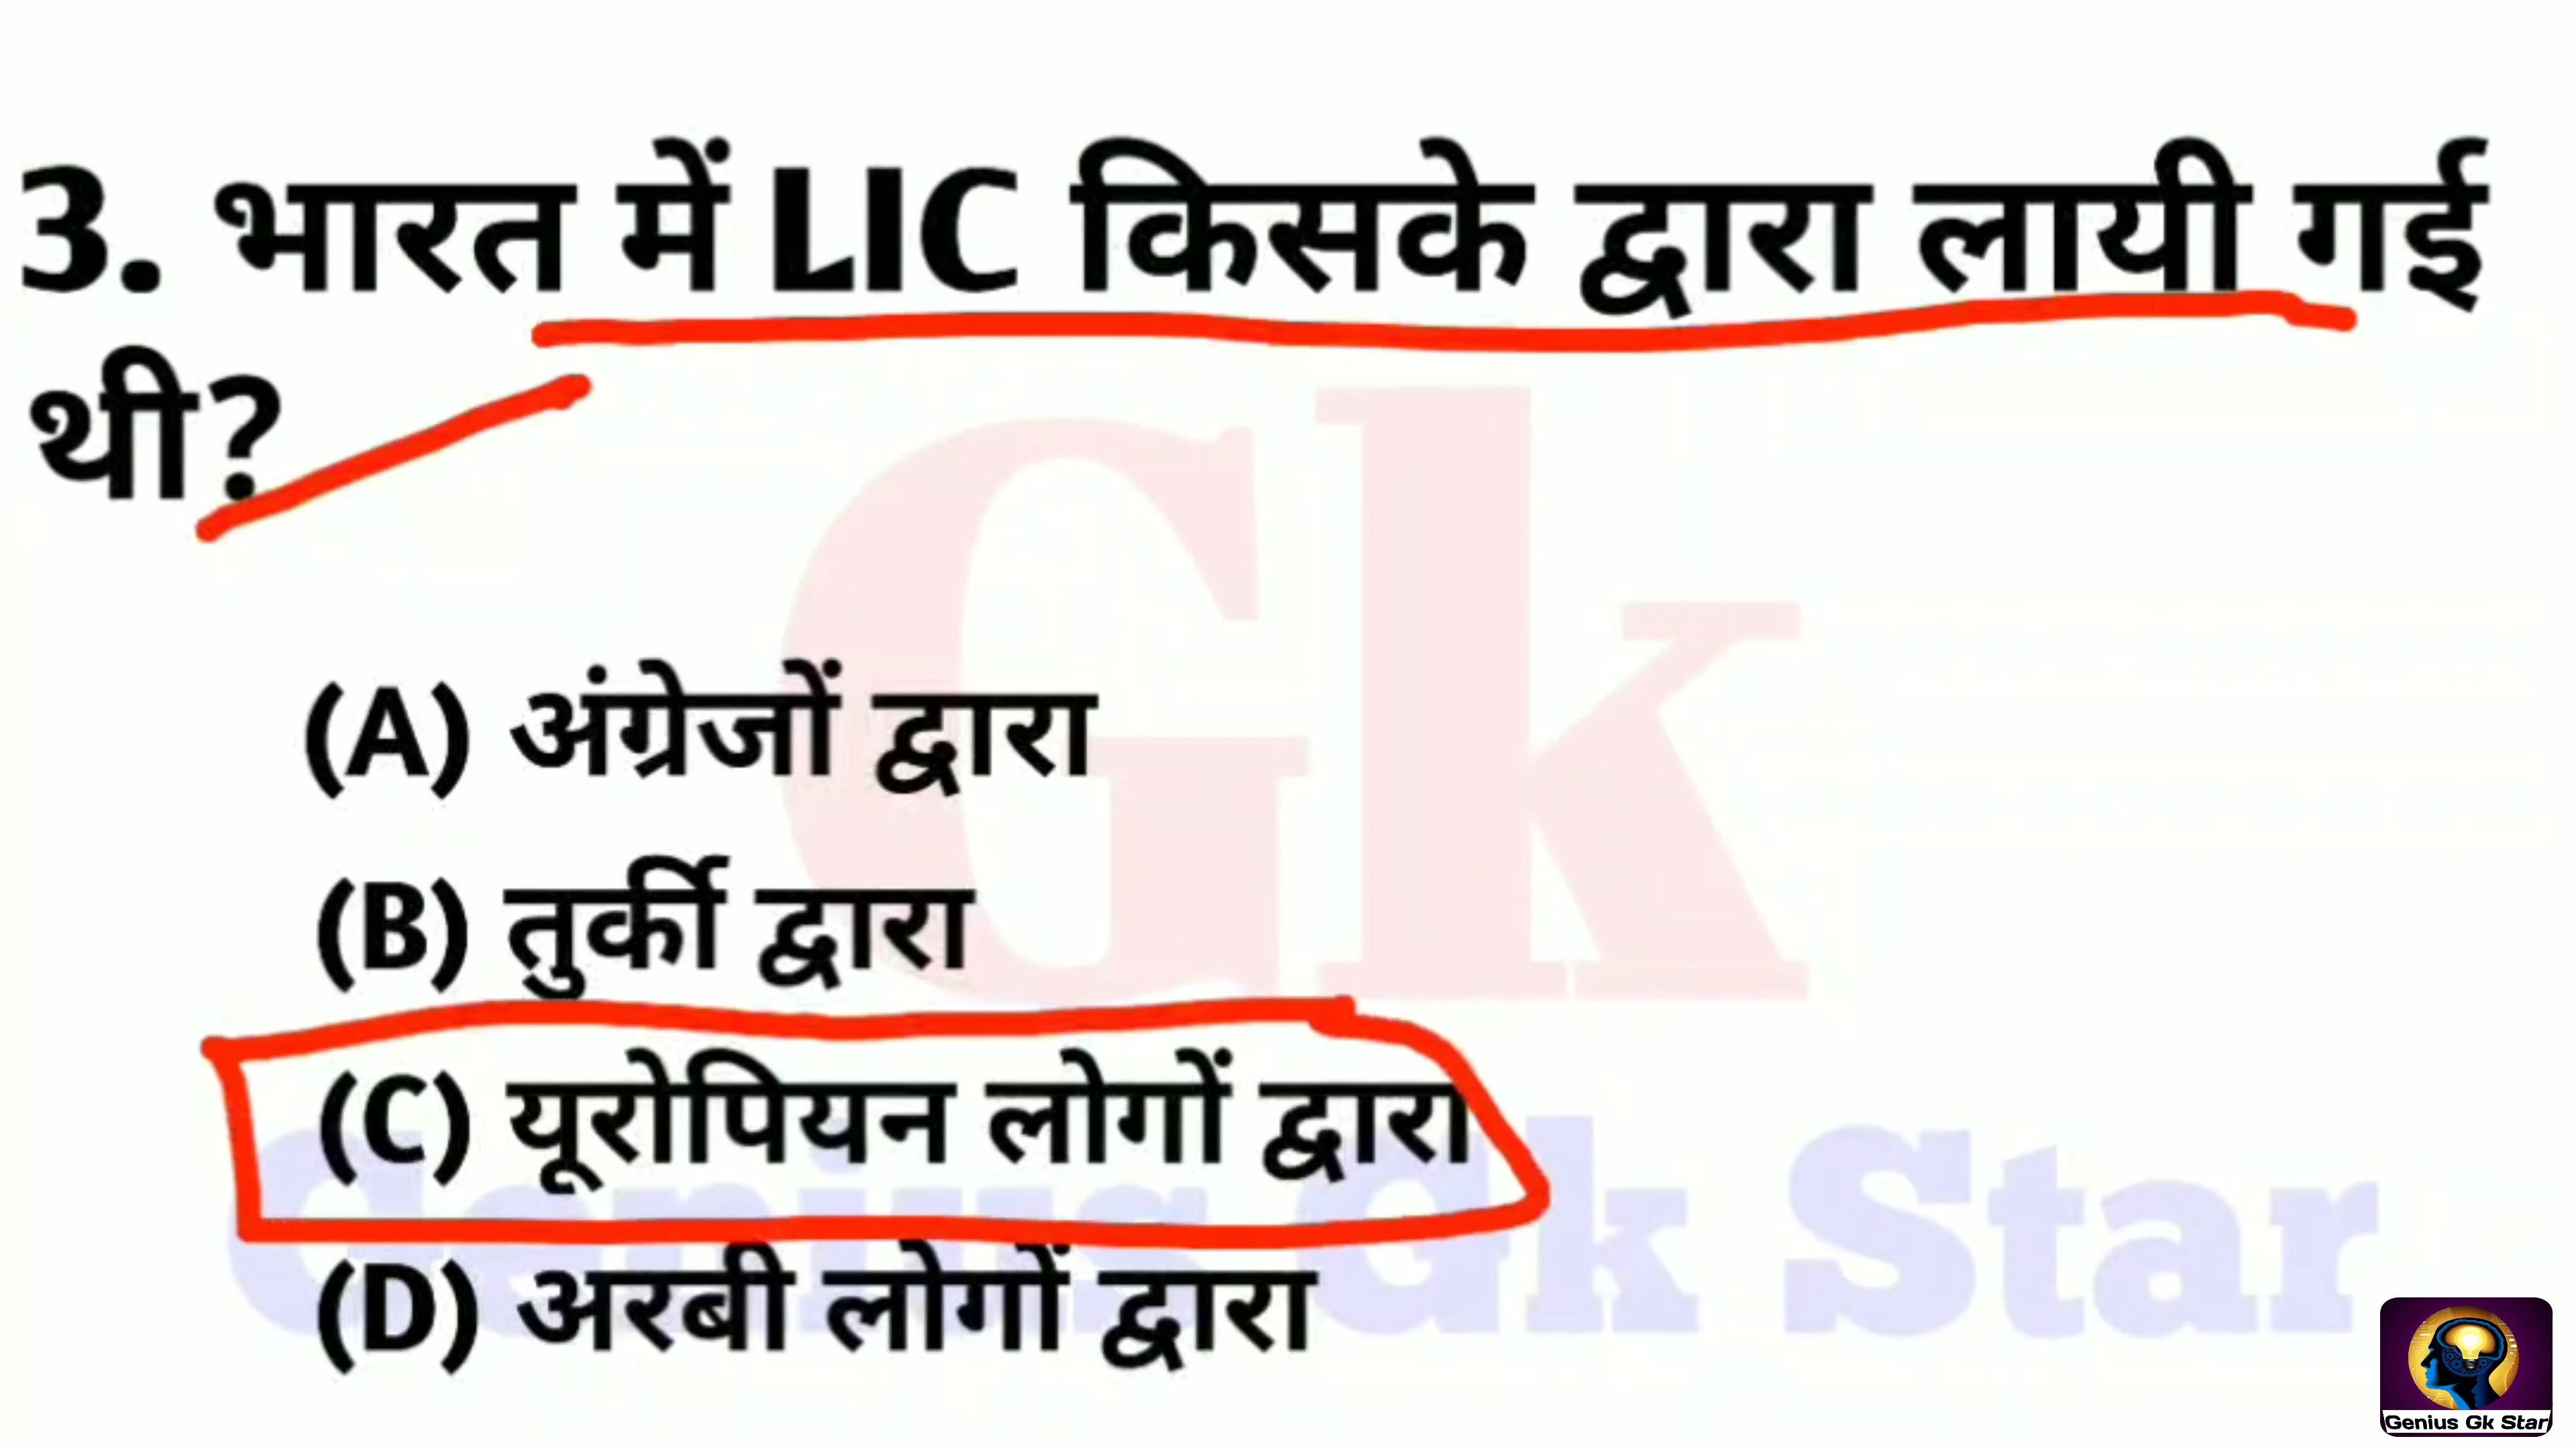 3. भारत में LIC किसके द्वारा लायी गई
थी?
Gk
(A) अंग्रेजों द्वारा
(B) तुर्की द्वारा
(C) यूरोपियन लोगों द्वारा
Genius Gk Star
(D) अरबी लोगों द्वारा
Genius Gk Star